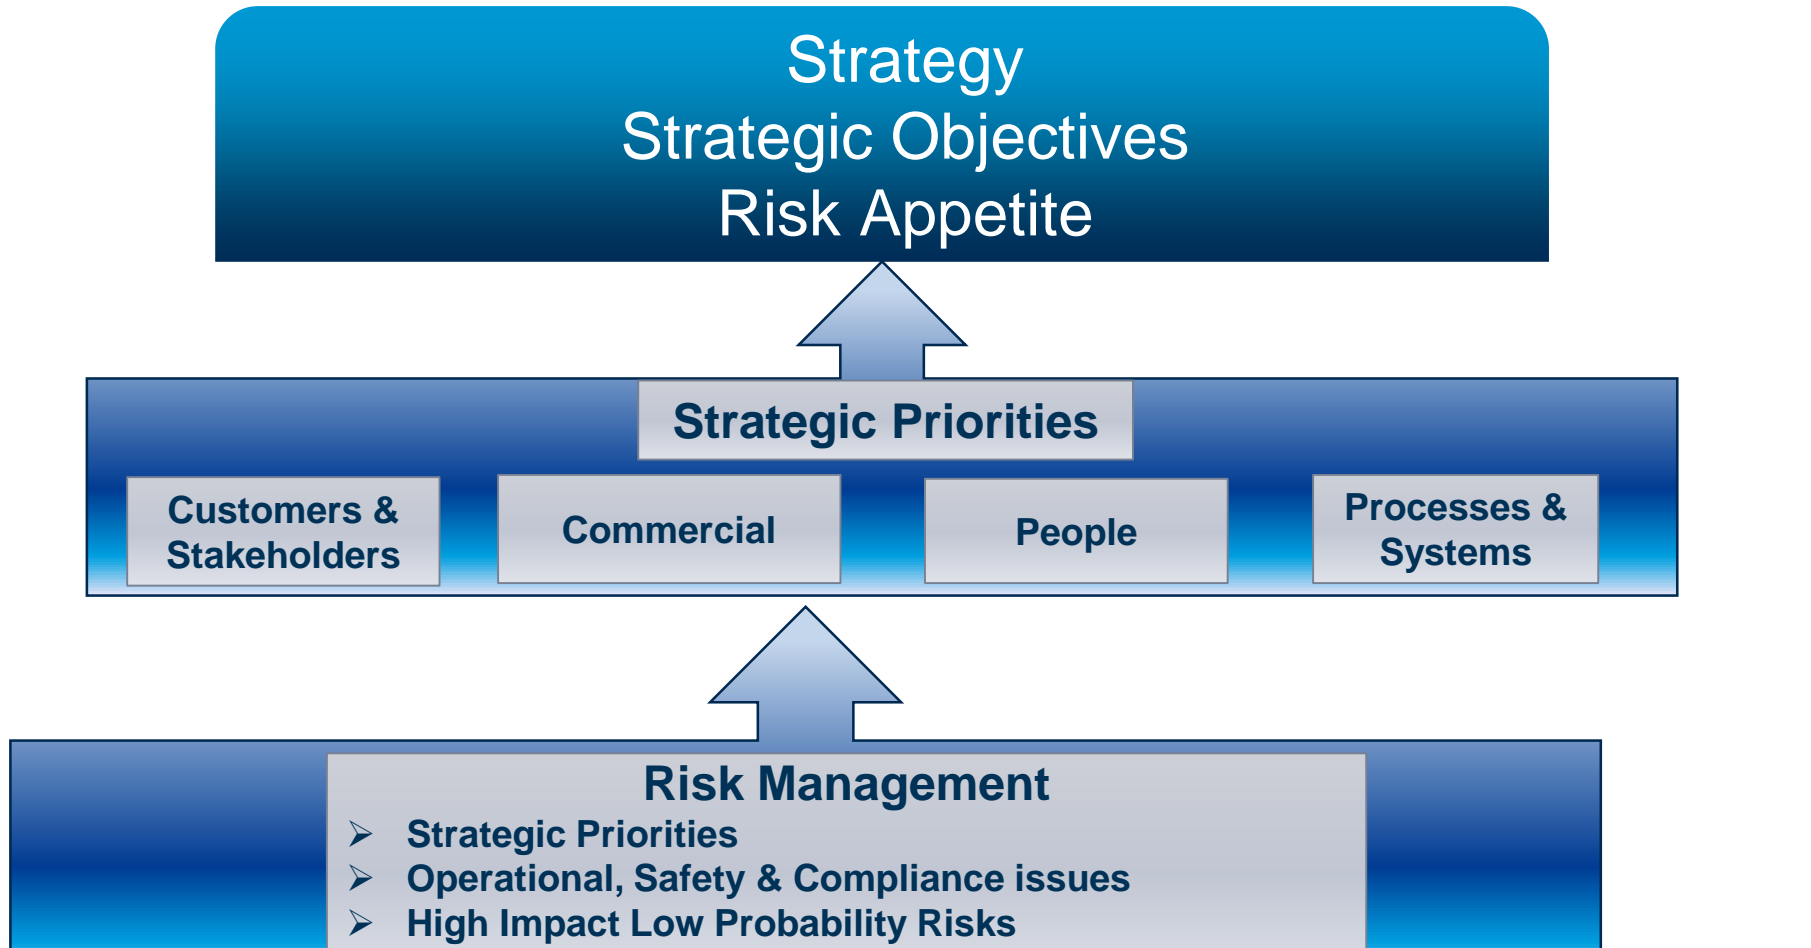 Strategy
Strategic Objectives
Risk Appetite
Strategic Priorities
Customers &
Stakeholders
Commercial
People
Processes &
Systems
Risk Management
➢ Strategic Priorities
➢ Operational, Safety & Compliance issues
➢ High Impact Low Probability Risks